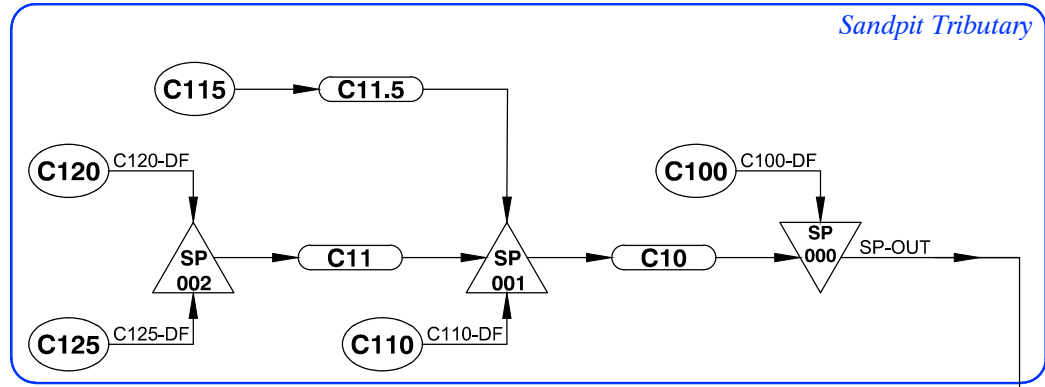 Sandpit Tributary
C115
C11.5
C120
C120-DF
C100
C100-DF
SP
002
C11
SP
001
C10
SP
000
SP-OUT
C125
C125-DF
C110
C110-DF